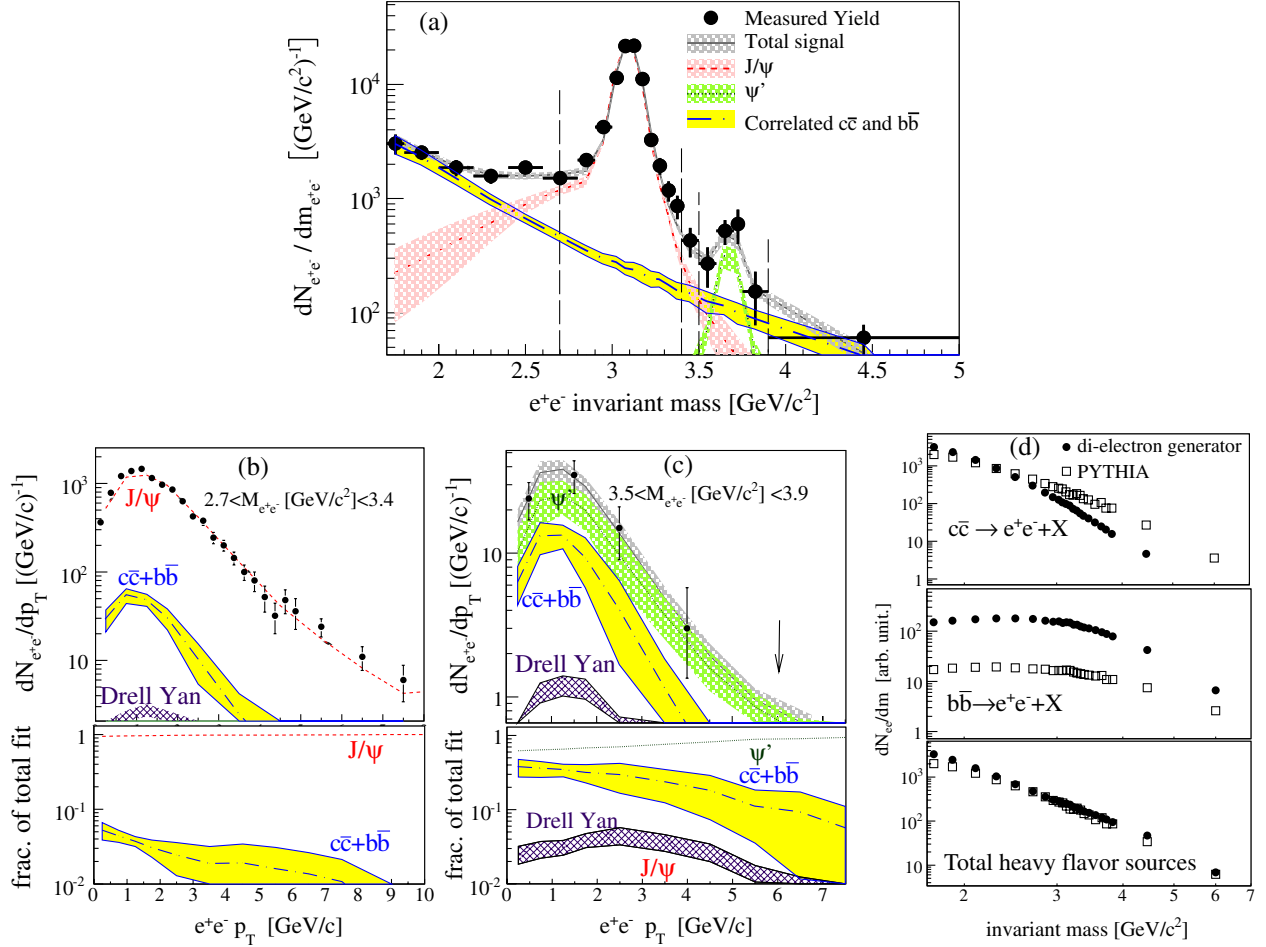 (a)
Measured Yield
Total signal
J/ψ
ψ’
Correlated cc̅ and bb̅
10⁴
10³
10²
dN_{e⁺e⁻} / dm_{e⁺e⁻} [(GeV/c²)⁻¹]
2 2.5 3 3.5 4 4.5 5
e⁺e⁻ invariant mass [GeV/c²]
(b)
2.7<M_{e⁺e⁻} [GeV/c²]<3.4
J/ψ
cc̅+bb̅
Drell Yan
10³
10²
10
dN_{e⁺e⁻}/dp_T [(GeV/c)⁻¹]
J/ψ
cc̅+bb̅
1
10⁻¹
10⁻²
frac. of total fit
0 1 2 3 4 5 6 7 8 9 10
e⁺e⁻ p_T [GeV/c]
(c)
3.5<M_{e⁺e⁻} [GeV/c²] <3.9
ψ’
cc̅+bb̅
Drell Yan
10
1
dN_{e⁺e⁻}/dp_T [(GeV/c)⁻¹]
ψ’
cc̅+bb̅
Drell Yan
J/ψ
1
10⁻¹
10⁻²
frac. of total fit
0 1 2 3 4 5 6 7
e⁺e⁻ p_T [GeV/c]
(d)
di-electron generator
PYTHIA
cc̅ → e⁺e⁻+X
10³
10²
10
1
bb̅→e⁺e⁻+X
10²
10
1
dN_{ee}/dm [arb. unit.]
10³
10²
10
Total heavy flavor sources
2 3 4 5 6
invariant mass [GeV/c²]